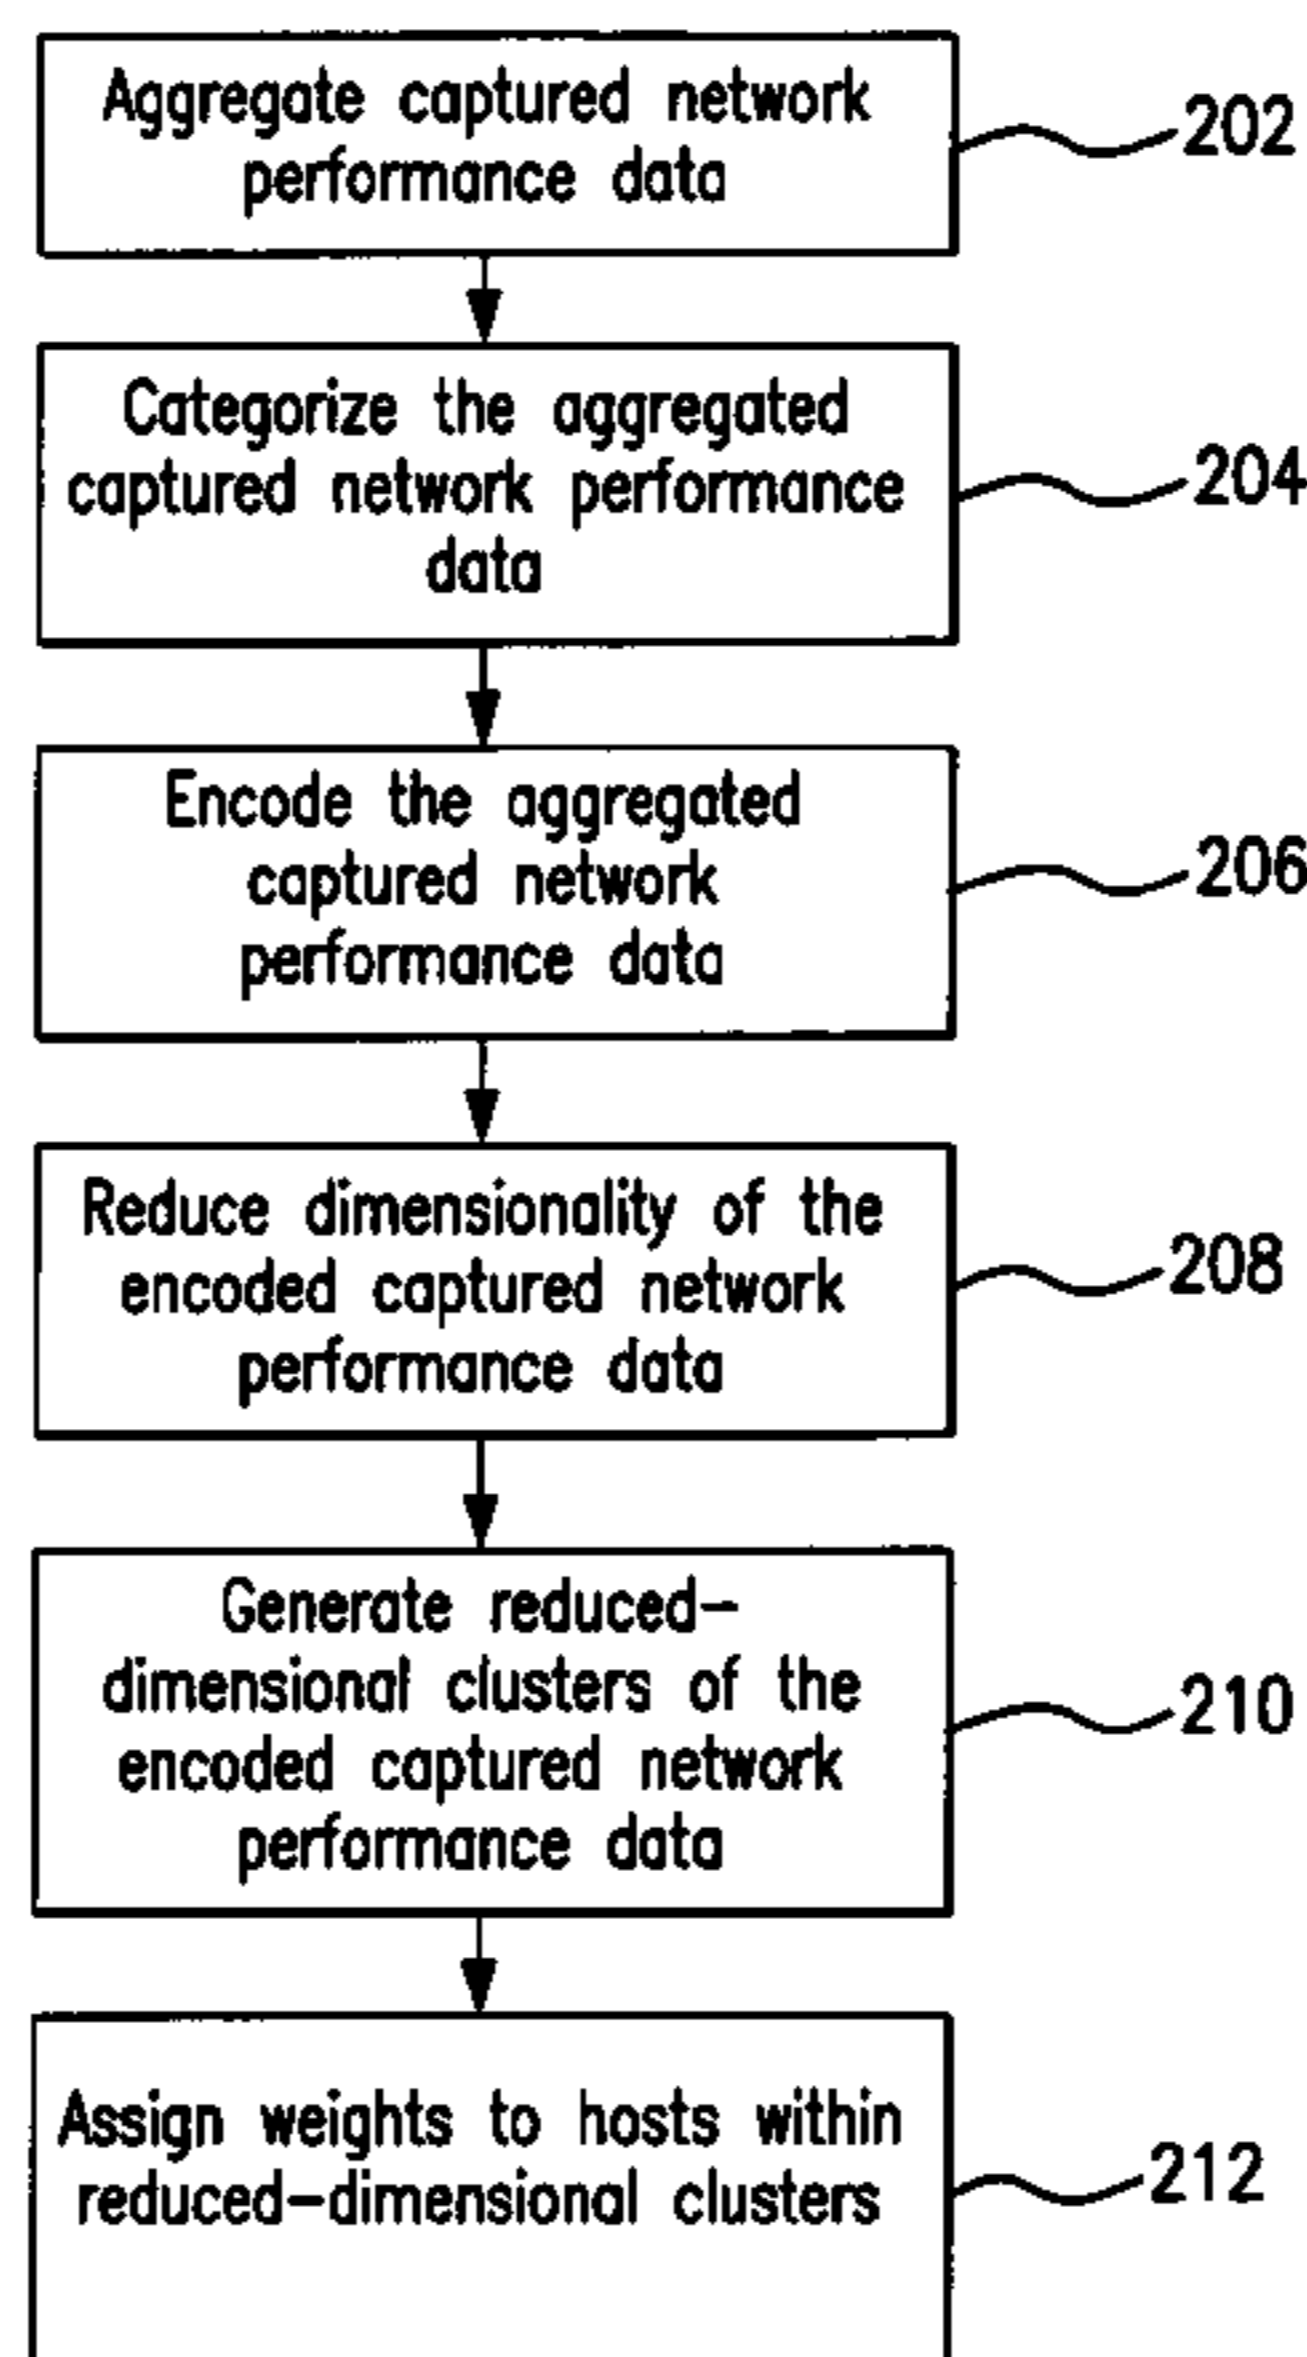 Aggregate captured network
performance data
202
Categorize the aggregated
captured network performance
data
204
Encode the aggregated
captured network
performance data
206
Reduce dimensionality of the
encoded captured network
performance data
208
Generate reduced-
dimensional clusters of the
encoded captured network
performance data
210
Assign weights to hosts within
reduced-dimensional clusters
212